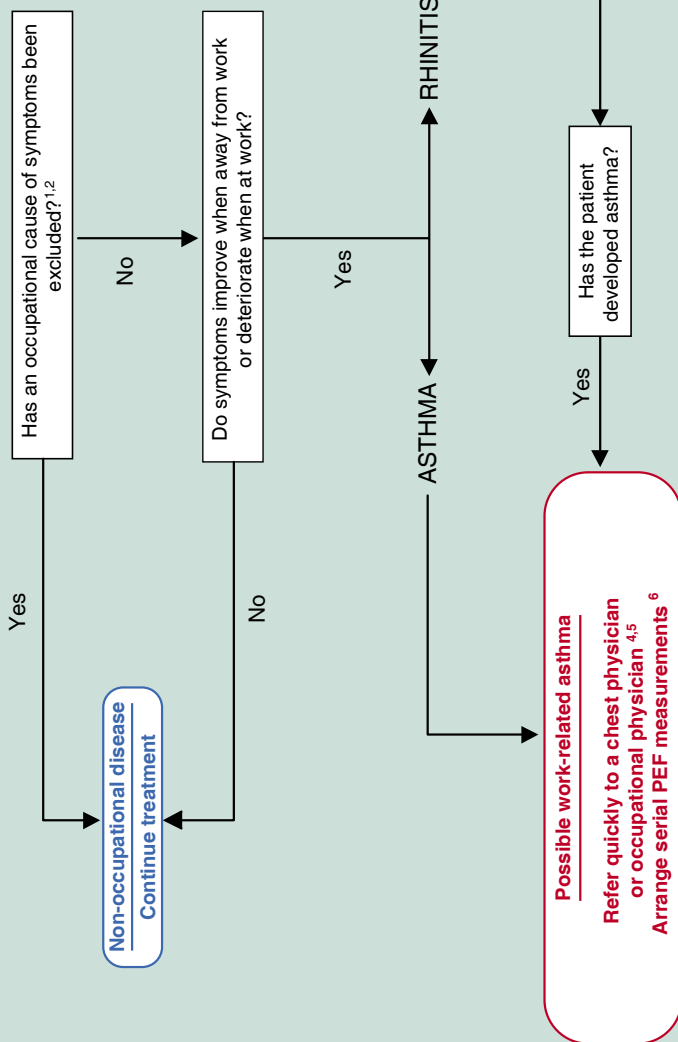 Has an occupational cause of symptoms been
excluded?1,2
Yes
No
Non-occupational disease
Continue treatment
Do symptoms improve when away from work
or deteriorate when at work?
No
Yes
ASTHMA
RHINITIS
Has the patient
developed asthma?
Yes
Possible work-related asthma
Refer quickly to a chest physician
or occupational physician 4,5
Arrange serial PEF measurements 6